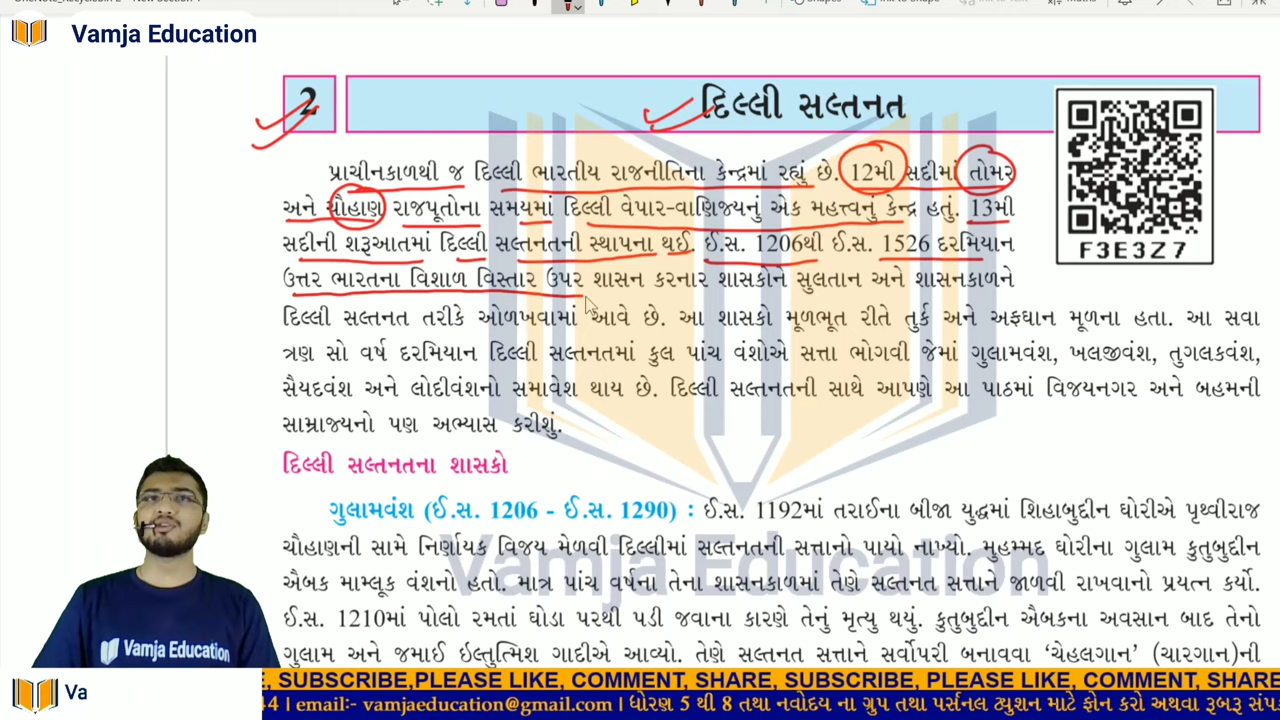 Vamja Education
2
દિલ્લી સલ્તનત
પ્રાચીનકાળથી જ દિલ્લી ભારતીય રાજનીતિના કેન્દ્રમાં રહ્યું છે. 12મી સદીમાં તોમર
અને ચૌહાણ રાજપૂતોના સમયમાં દિલ્લી વેપાર-વાણિજ્યનું એક મહત્ત્વનું કેન્દ્ર હતું. 13મી
સદીની શરૂઆતમાં દિલ્લી સલ્તનતની સ્થાપના થઈ. ઈ.સ. 1206થી ઈ.સ. 1526 દરમિયાન
ઉત્તર ભારતના વિશાળ વિસ્તાર ઉપર શાસન કરનાર શાસકોને સુલતાન અને શાસનકાળને
દિલ્લી સલ્તનત તરીકે ઓળખવામાં આવે છે. આ શાસકો મૂળભૂત રીતે તુર્ક અને અફઘાન મૂળના હતા. આ સવા
ત્રણ સો વર્ષ દરમિયાન દિલ્લી સલ્તનતમાં કુલ પાંચ વંશોએ સત્તા ભોગવી જેમાં ગુલામવંશ, ખલજીવંશ, તુગલકવંશ,
સૈયદવંશ અને લોદીવંશનો સમાવેશ થાય છે. દિલ્લી સલ્તનતની સાથે આપણે આ પાઠમાં વિજયનગર અને બહમની
સામ્રાજ્યનો પણ અભ્યાસ કરીશું.
F3E3Z7
દિલ્લી સલ્તનતના શાસકો
ગુલામવંશ (ઈ.સ. 1206 - ઈ.સ. 1290) : ઈ.સ. 1192માં તરાઈના બીજા યુદ્ધમાં શિહાબુદ્દીન ઘોરીએ પૃથ્વીરાજ
ચૌહાણની સામે નિર્ણાયક વિજય મેળવી દિલ્લીમાં સલ્તનતની સત્તાનો પાયો નાખ્યો. મુહમ્મદ ઘોરીના ગુલામ કુતુબુદ્દીન
ઐબક મામ્લૂક વંશનો હતો. માત્ર પાંચ વર્ષના તેના શાસનકાળમાં તેણે સલ્તનત સત્તાને જાળવી રાખવાનો પ્રયત્ન કર્યો.
ઈ.સ. 1210માં પોલો રમતાં ઘોડા પરથી પડી જવાના કારણે તેનું મૃત્યુ થયું. કુતુબુદ્દીન ઐબકના અવસાન બાદ તેનો
ગુલામ અને જમાઈ ઇલ્તુત્મિશ ગાદીએ આવ્યો. તેણે સલ્તનત સત્તાને સર્વોપરી બનાવવા ‘ચેહલગાન’ (ચારગાન)ની
Vamja Education
Vamja Education
E, SUBSCRIBE,PLEASE LIKE, COMMENT, SHARE, SUBSCRIBE, PLEASE LIKE, COMMENT, SHARE
Va
44 | email:- vamjaeducation@gmail.com | ધોરણ 5 થી 8 તથા નવોદય ના ગ્રુપ તથા પર્સનલ ટ્યુશન માટે ફોન કરો અથવા રૂબરૂ સંપ